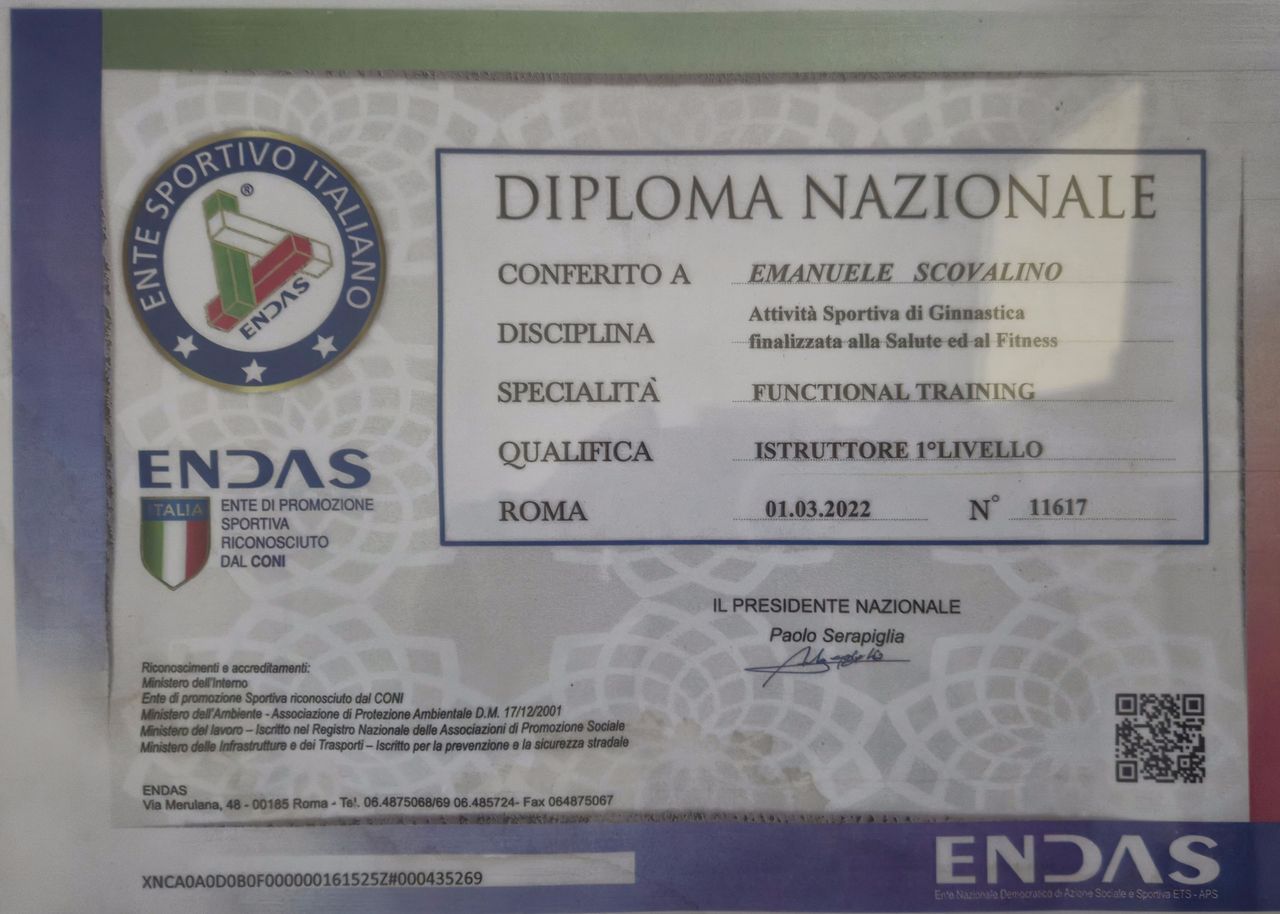 ENTE SPORTIVO ITALIANO
®
ENDAS
ENDAS
ITALIA
ENTE DI PROMOZIONE
SPORTIVA
RICONOSCIUTO
DAL CONI
DIPLOMA NAZIONALE
CONFERITO A EMANUELE SCOVALINO
DISCIPLINA Attività Sportiva di Ginnastica
finalizzata alla Salute ed al Fitness
SPECIALITÀ FUNCTIONAL TRAINING
QUALIFICA ISTRUTTORE 1°LIVELLO
ROMA 01.03.2022 N° 11617
IL PRESIDENTE NAZIONALE
Paolo Serapiglia
Riconoscimenti e accreditamenti:
Ministero dell'Interno
Ente di promozione Sportiva riconosciuto dal CONI
Ministero dell'Ambiente - Associazione di Protezione Ambientale D.M. 17/12/2001
Ministero del lavoro – Iscritto nel Registro Nazionale delle Associazioni di Promozione Sociale
Ministero delle Infrastrutture e dei Trasporti – Iscritto per la prevenzione e la sicurezza stradale
ENDAS
Via Merulana, 48 - 00185 Roma - Tel. 06.4875068/69 06.485724- Fax 064875067
XNCA0A0D0B0F000000161525Z#000435269
ENDAS
Ente Nazionale Democratico di Azione Sociale e Sportiva ETS - APS